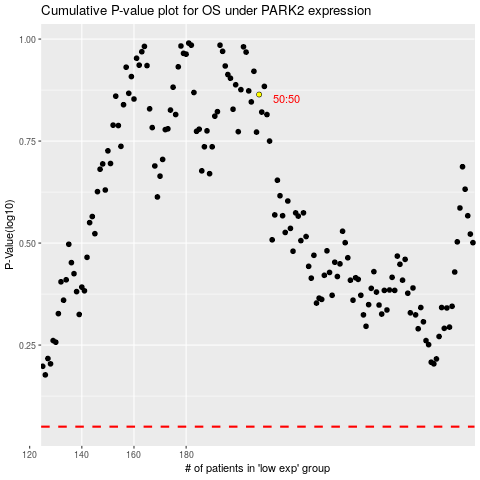 Cumulative P-value plot for OS under PARK2 expression
P-Value(log10)
1.00
0.75
0.50
0.25
50:50
120 140 160 180
# of patients in 'low exp' group